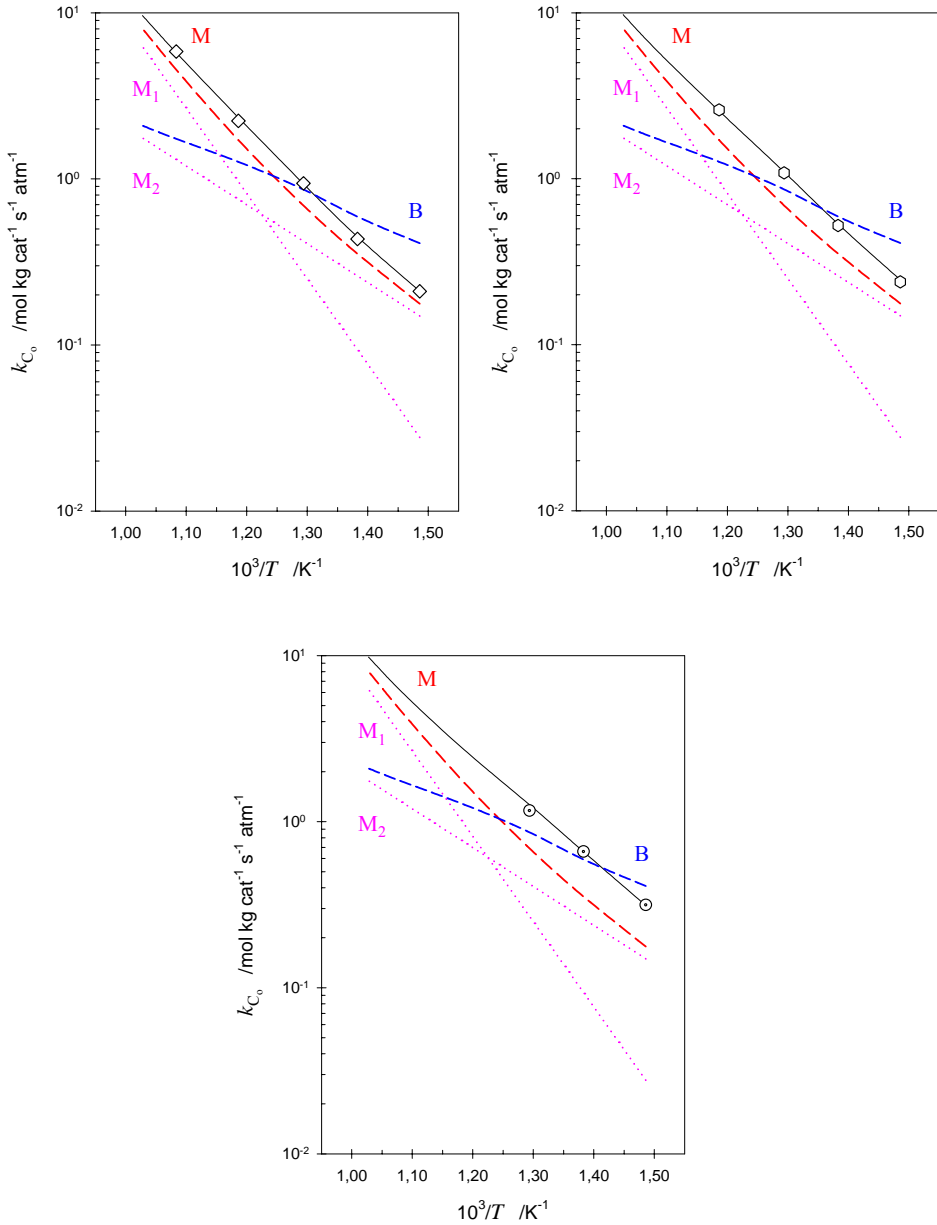 10¹
10⁰
10⁻¹
10⁻²
k_Cₒ /mol kg cat⁻¹ s⁻¹ atm⁻¹
M
M₁
M₂
B
1,00 1,10 1,20 1,30 1,40 1,50
10³/T /K⁻¹
10¹
10⁰
10⁻¹
10⁻²
k_Cₒ /mol kg cat⁻¹ s⁻¹ atm⁻¹
M
M₁
M₂
B
1,00 1,10 1,20 1,30 1,40 1,50
10³/T /K⁻¹
10¹
10⁰
10⁻¹
10⁻²
k_Cₒ /mol kg cat⁻¹ s⁻¹ atm⁻¹
M
M₁
M₂
B
1,00 1,10 1,20 1,30 1,40 1,50
10³/T /K⁻¹